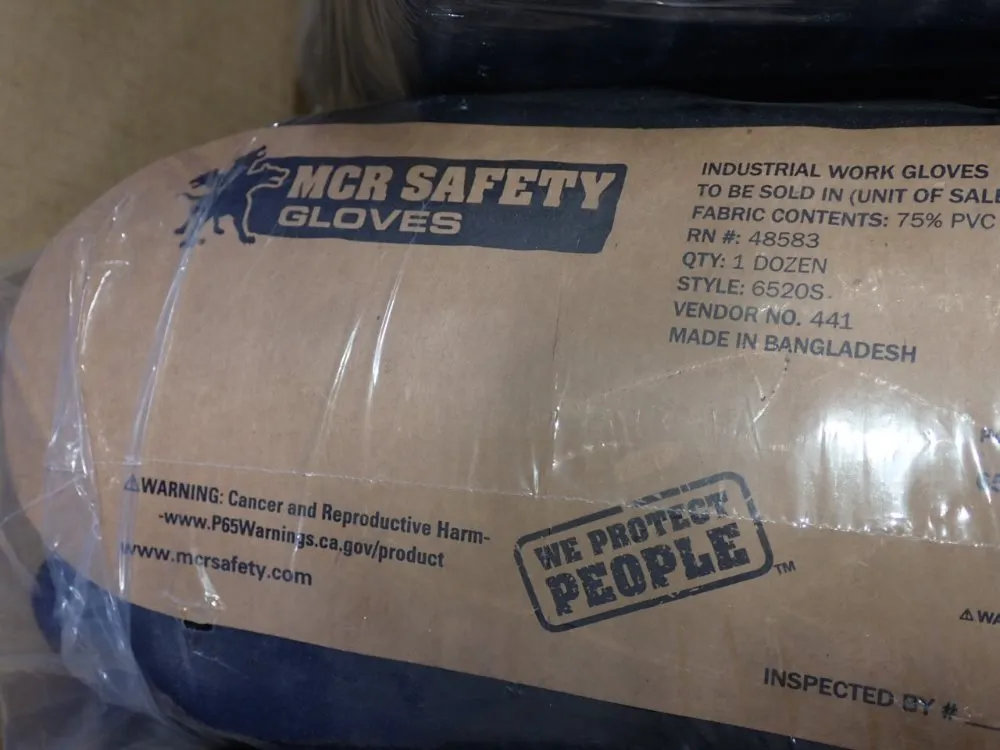 MCR SAFETY
GLOVES
INDUSTRIAL WORK GLOVES
TO BE SOLD IN (UNIT OF SALE
FABRIC CONTENTS: 75% PVC
RN #: 48583
QTY: 1 DOZEN
STYLE: 6520S
VENDOR NO. 441
MADE IN BANGLADESH
⚠WARNING: Cancer and Reproductive Harm-
-www.P65Warnings.ca.gov/product
www.mcrsafety.com
WE PROTECT
PEOPLE™
⚠WA
INSPECTED BY #